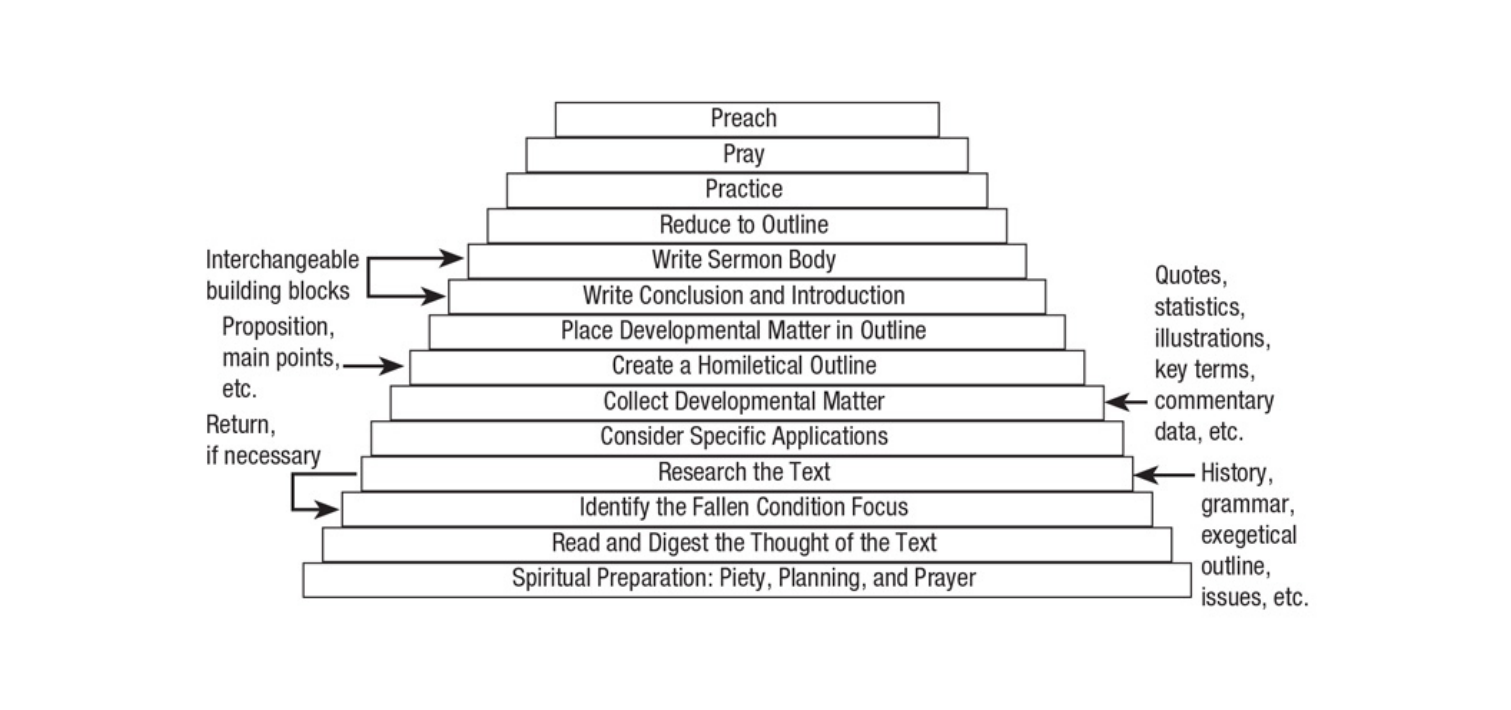 Preach
Pray
Practice
Reduce to Outline
Write Sermon Body
Write Conclusion and Introduction
Place Developmental Matter in Outline
Create a Homiletical Outline
Collect Developmental Matter
Consider Specific Applications
Research the Text
Identify the Fallen Condition Focus
Read and Digest the Thought of the Text
Spiritual Preparation: Piety, Planning, and Prayer
Interchangeable
building blocks
Proposition,
main points,
etc.
Return,
if necessary
Quotes,
statistics,
illustrations,
key terms,
commentary
data, etc.
History,
grammar,
exegetical
outline,
issues, etc.